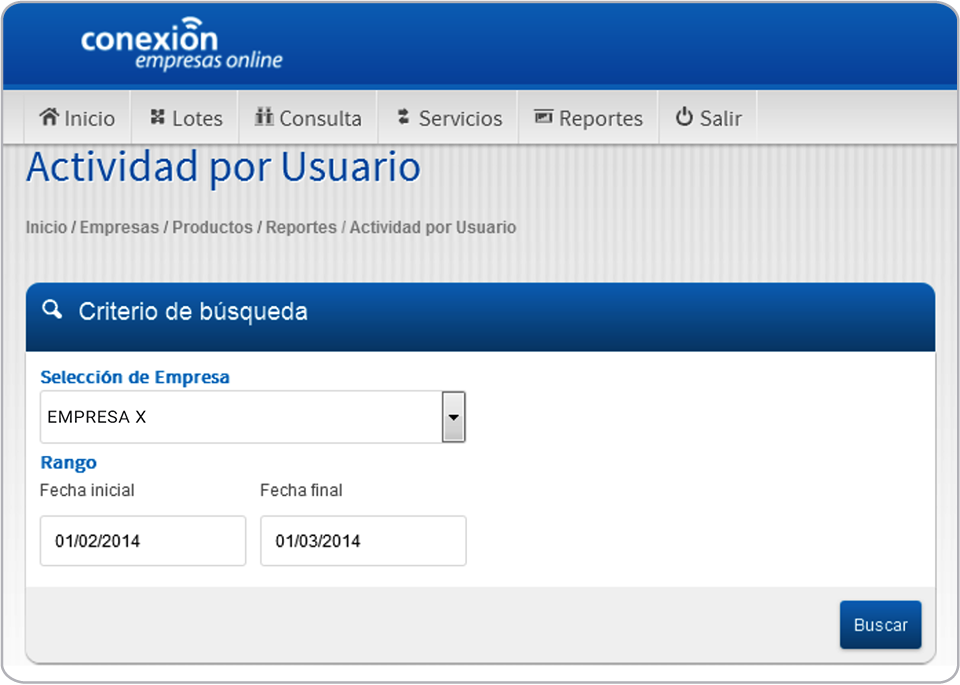 conexión
empresas online
Inicio Lotes Consulta Servicios Reportes Salir
Actividad por Usuario
Inicio / Empresas / Productos / Reportes / Actividad por Usuario
Criterio de búsqueda
Selección de Empresa
EMPRESA X
Rango
Fecha inicial Fecha final
01/02/2014 01/03/2014
Buscar